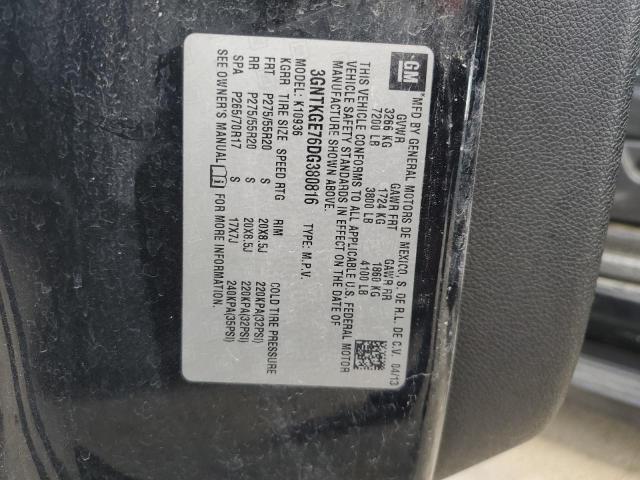 GM
*MFD BY GENERAL MOTORS DE MEXICO, S. DE R.L. DE C.V. 04/13
GVWR GAWR FRT GAWR RR
3266 KG 1724 KG 1860 KG
7200 LB 3800 LB 4100 LB
THIS VEHICLE CONFORMS TO ALL APPLICABLE U.S. FEDERAL MOTOR
VEHICLE SAFETY STANDARDS IN EFFECT ON THE DATE OF
MANUFACTURE SHOWN ABOVE.
3GNTKGE76DG380816 TYPE: M.P.V.
MODEL: K10936
KGRR TIRE SIZE SPEED RTG RIM COLD TIRE PRESSURE
FRT P275/55R20 S 20X8.5J 220KPA(32PSI)
RR P275/55R20 S 20X8.5J 220KPA(32PSI)
SPA P265/70R17 S 17X7J 240KPA(35PSI)
SEE OWNER'S MANUAL FOR MORE INFORMATION.